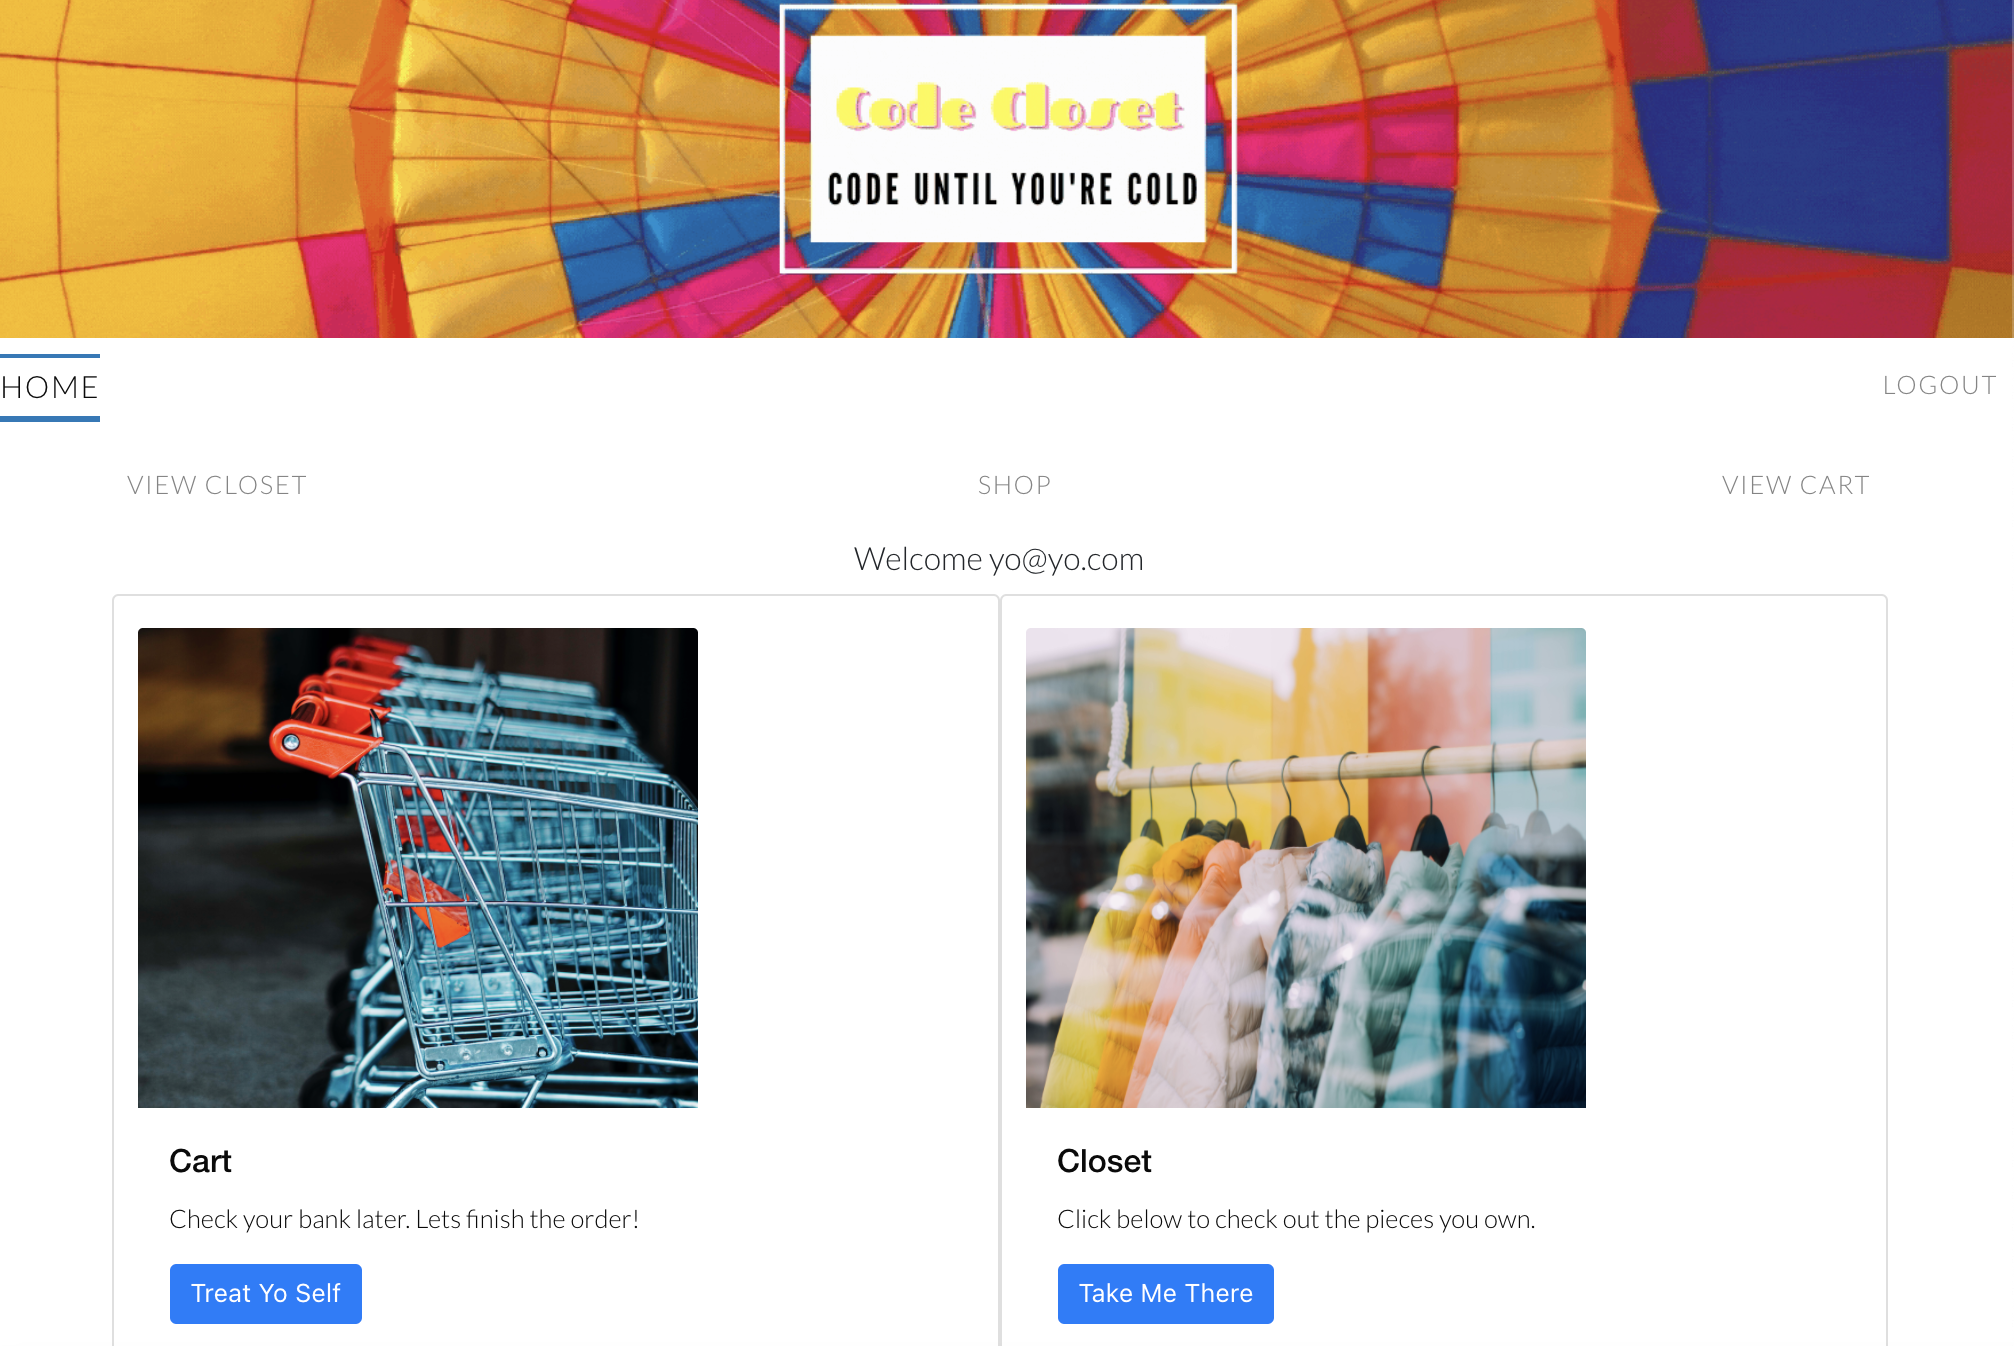 Code Closet
CODE UNTIL YOU'RE COLD
HOME
LOGOUT
VIEW CLOSET
SHOP
VIEW CART
Welcome yo@yo.com
Cart
Check your bank later. Lets finish the order!
Treat Yo Self
Closet
Click below to check out the pieces you own.
Take Me There